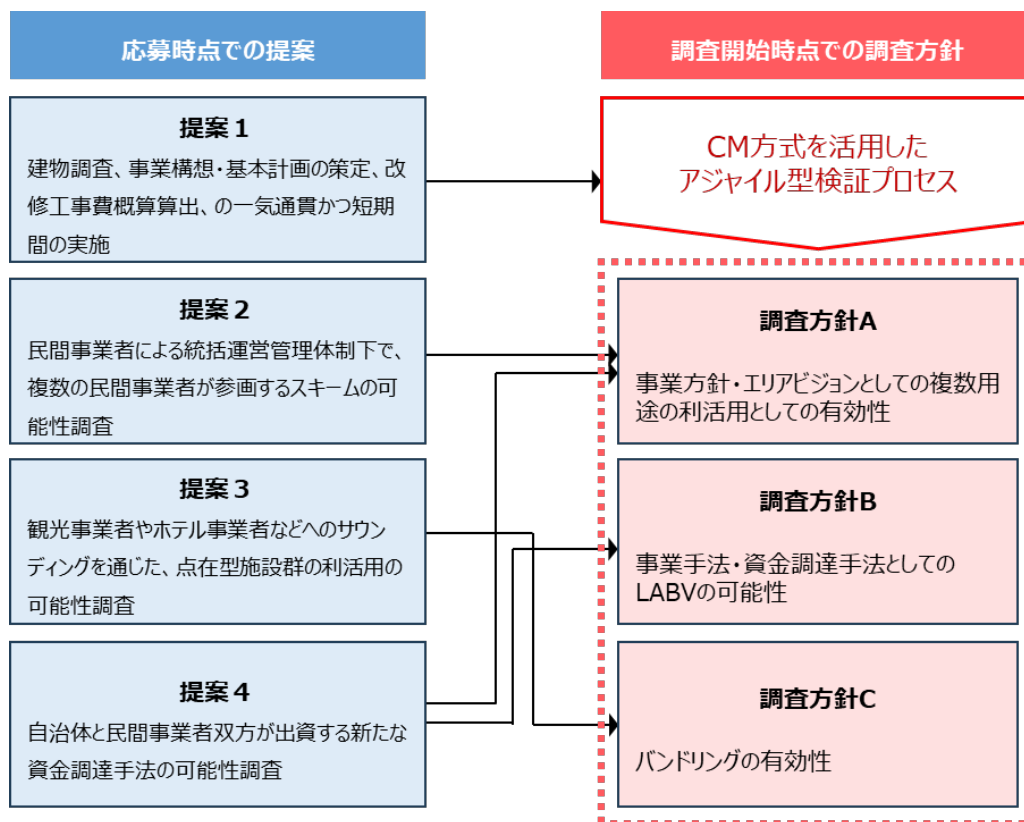 応募時点での提案
提案１
建物調査、事業構想・基本計画の策定、改
修工事費概算算出、の一気通貫かつ短期
間の実施
提案２
民間事業者による統括運営管理体制下で、
複数の民間事業者が参画するスキームの可
能性調査
提案３
観光事業者やホテル事業者などへのサウン
ディングを通じた、点在型施設群の利活用の
可能性調査
提案４
自治体と民間事業者双方が出資する新たな
資金調達手法の可能性調査
調査開始時点での調査方針
CM方式を活用した
アジャイル型検証プロセス
調査方針A
事業方針・エリアビジョンとしての複数用
途の利活用としての有効性
調査方針B
事業手法・資金調達手法としての
LABVの可能性
調査方針C
バンドリングの有効性